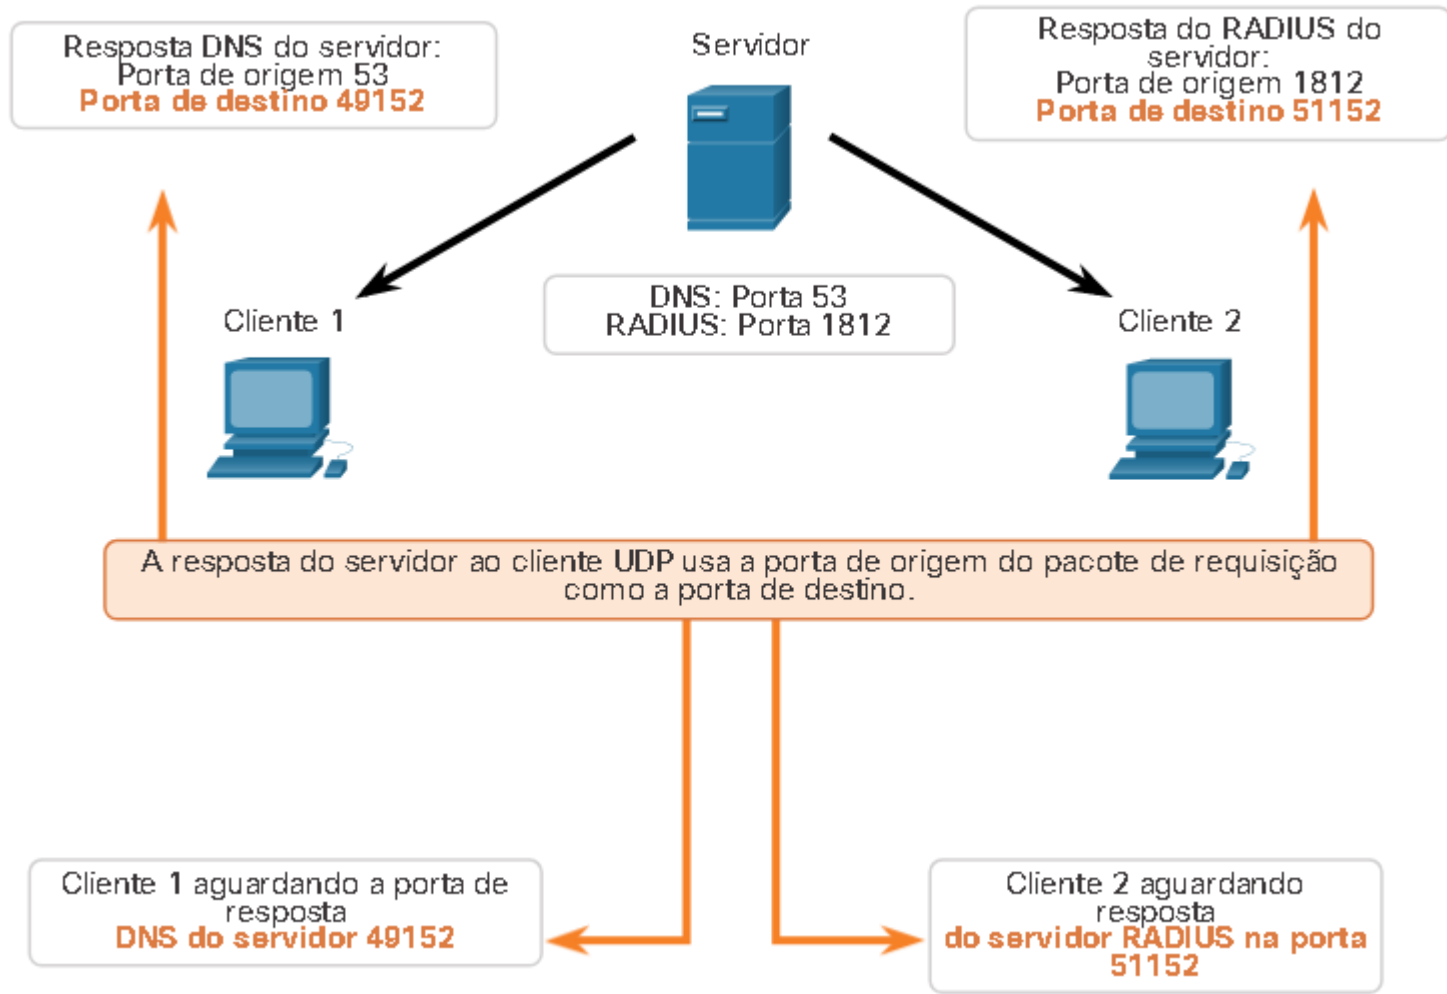 Resposta DNS do servidor:
Porta de origem 53
Porta de destino 49152
Servidor
Resposta do RADIUS do
servidor:
Porta de origem 1812
Porta de destino 51152
Cliente 1
DNS: Porta 53
RADIUS: Porta 1812
Cliente 2
A resposta do servidor ao cliente UDP usa a porta de origem do pacote de requisição
como a porta de destino.
Cliente 1 aguardando a porta de
resposta
DNS do servidor 49152
Cliente 2 aguardando
resposta
do servidor RADIUS na porta
51152